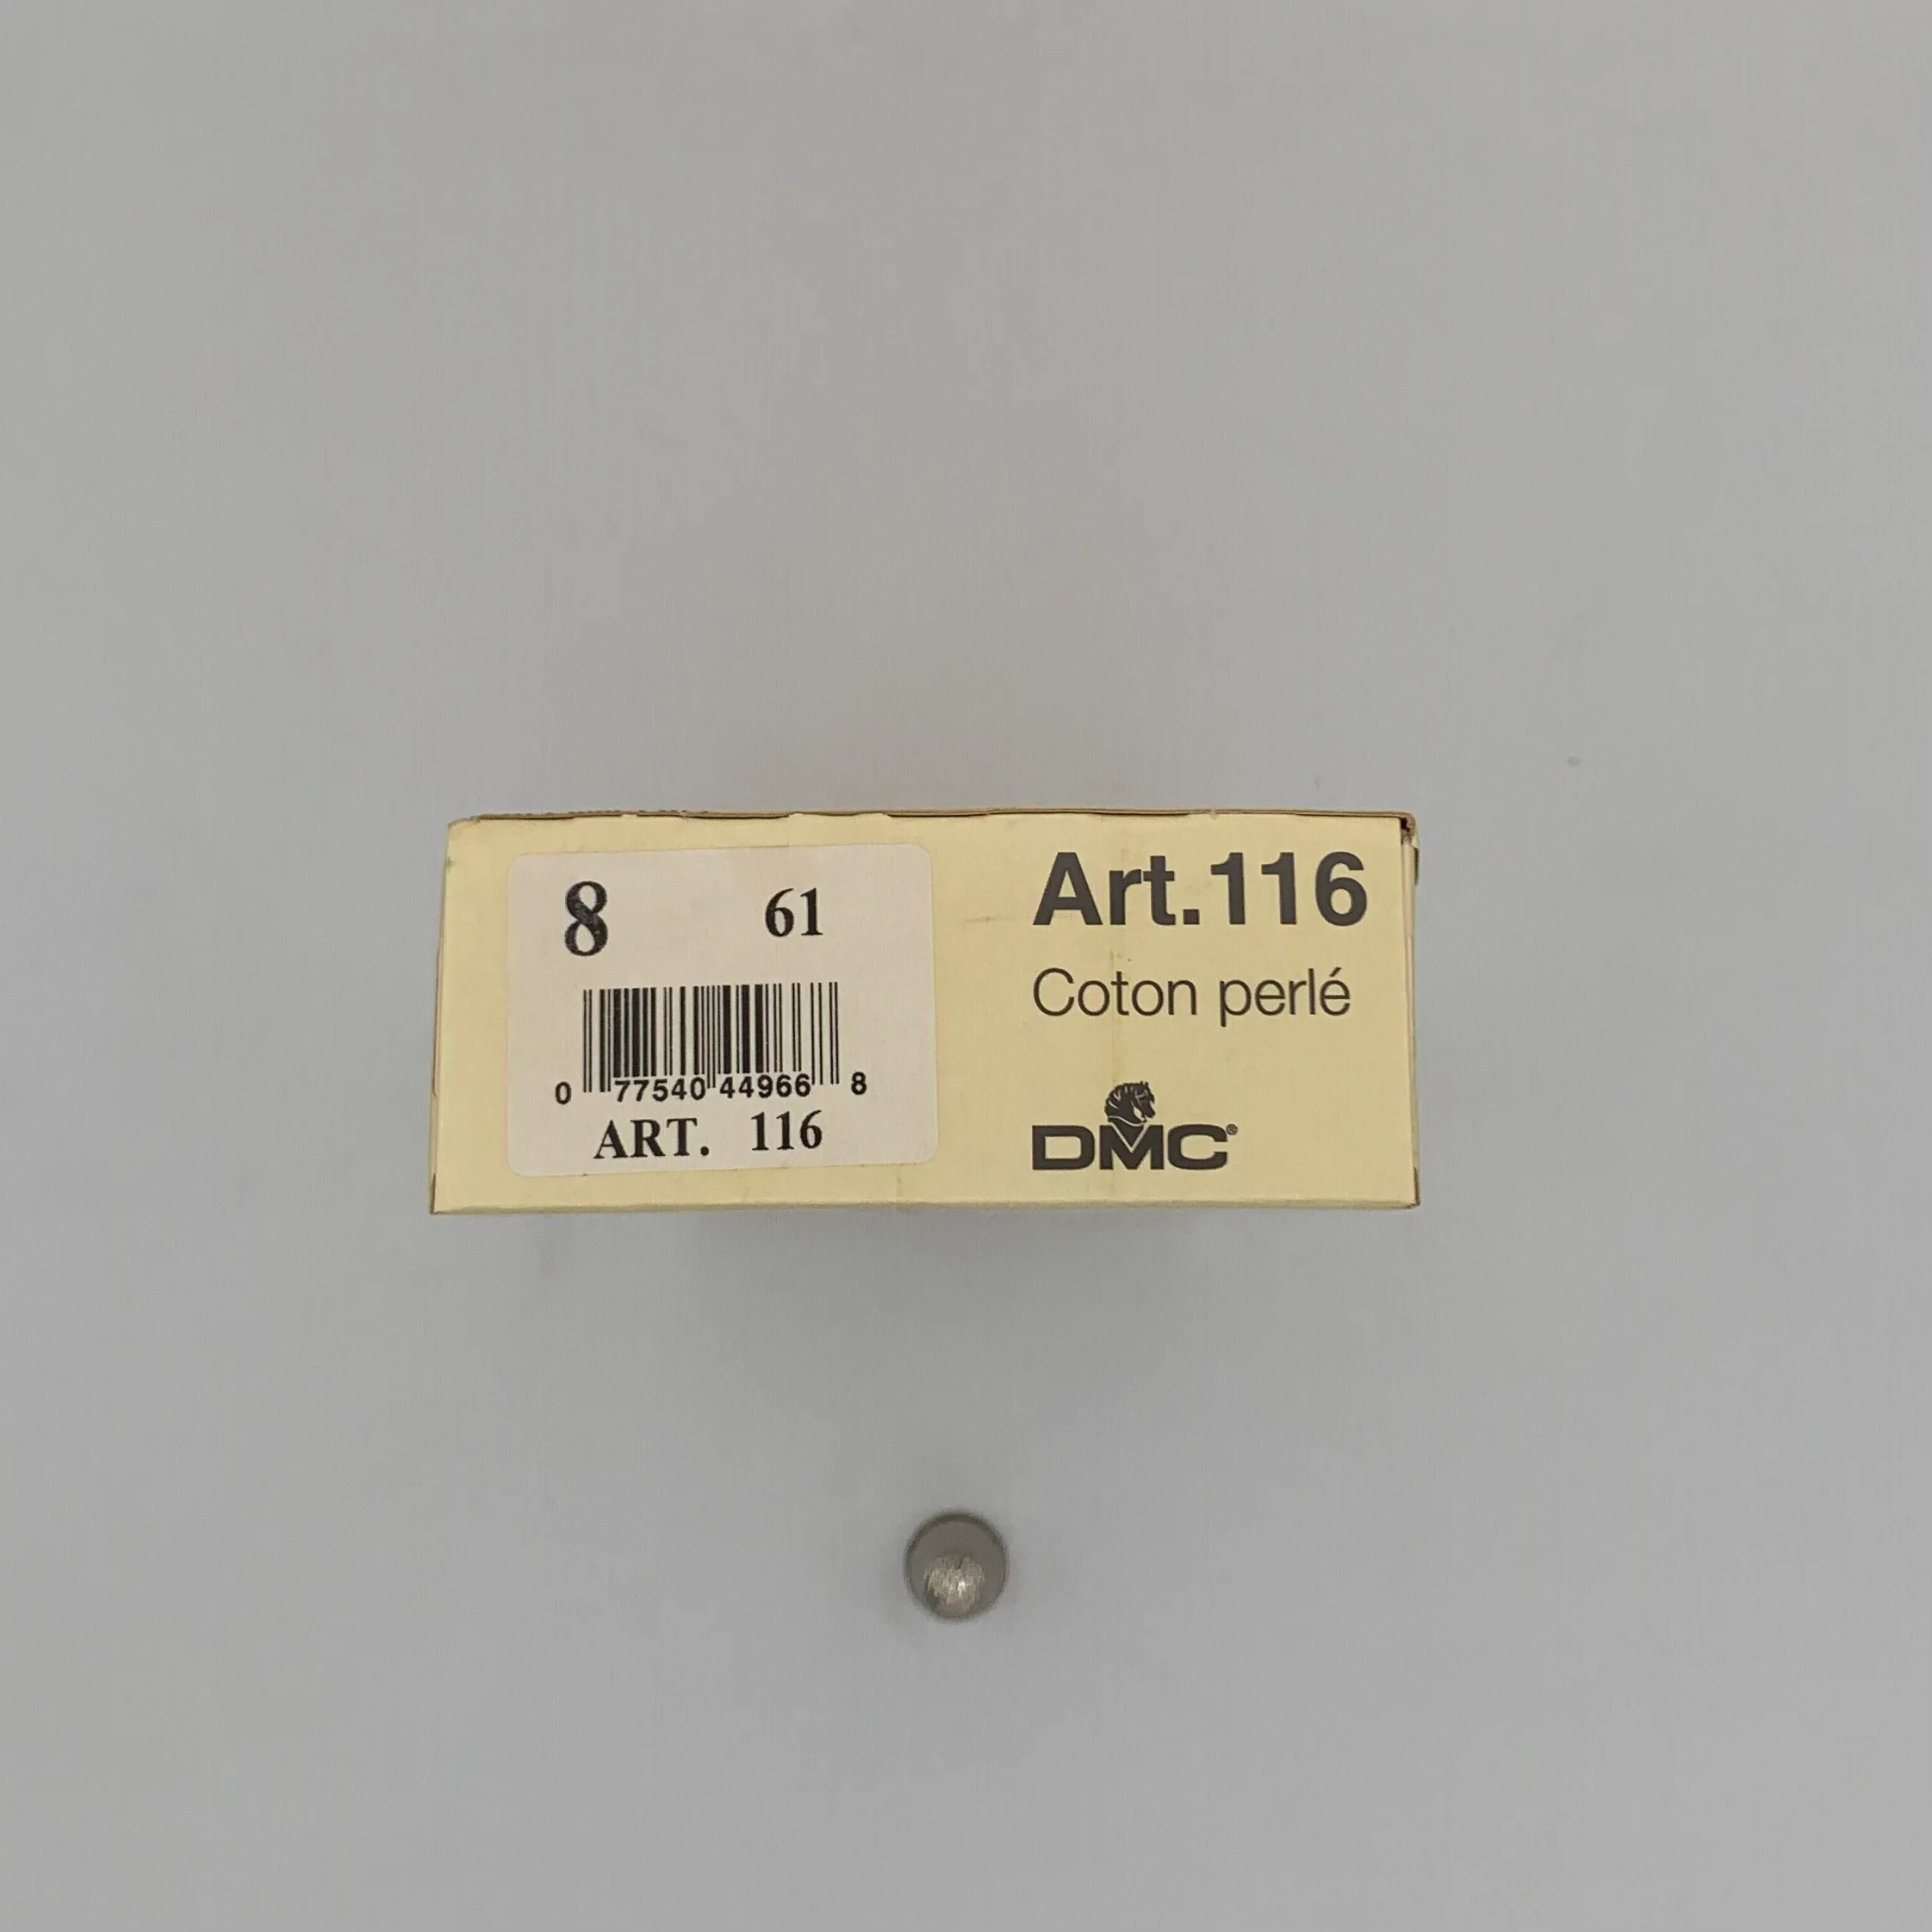 8 61
0 77540 44966 8
ART. 116
Art.116
Coton perlé
DMC®